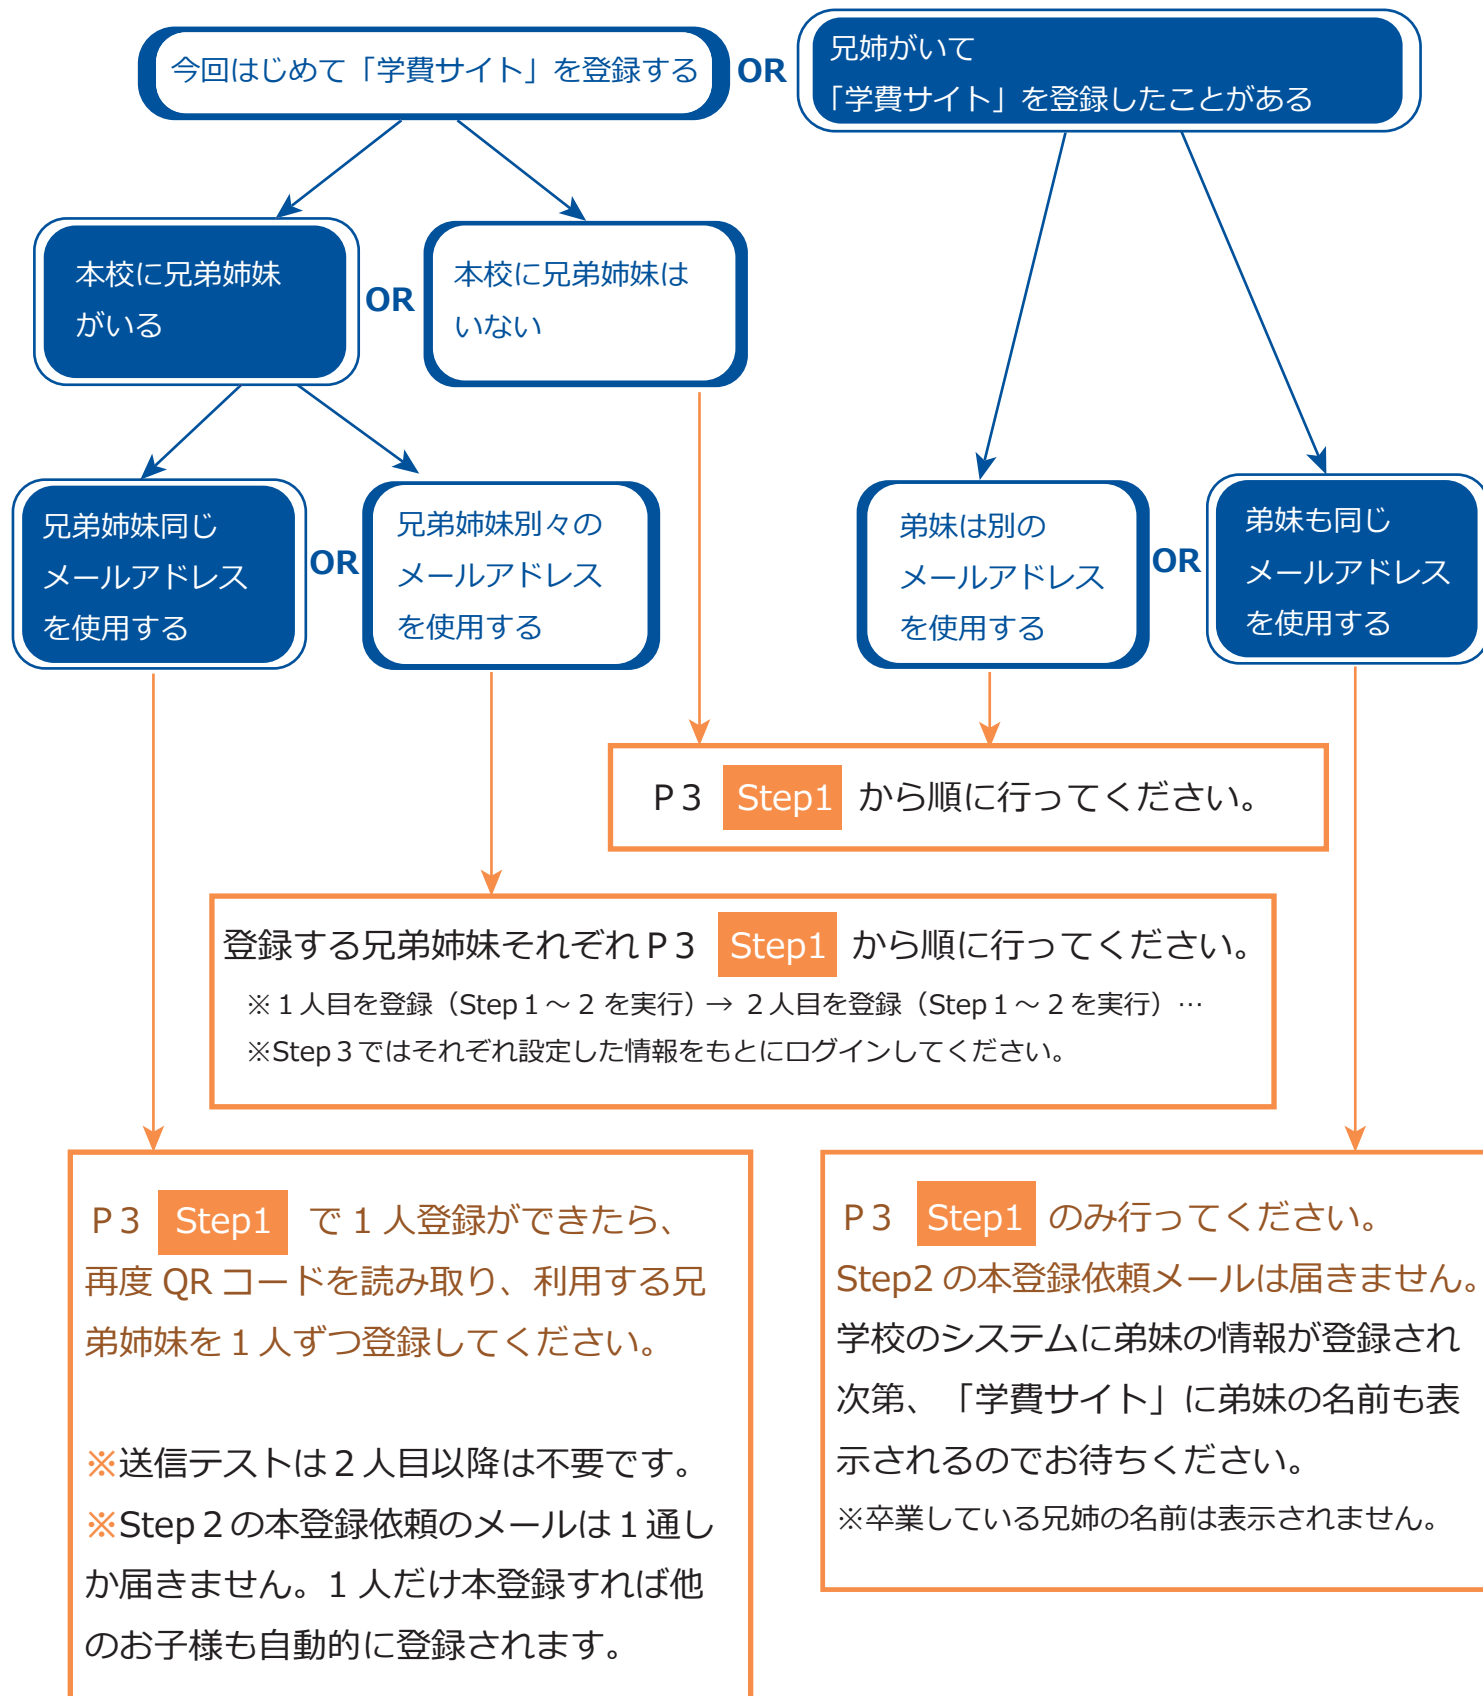 今回はじめて「学費サイト」を登録する
OR
兄姉がいて
「学費サイト」を登録したことがある
本校に兄弟姉妹
がいる
OR
本校に兄弟姉妹は
いない
兄弟姉妹同じ
メールアドレス
を使用する
OR
兄弟姉妹別々の
メールアドレス
を使用する
弟妹は別の
メールアドレス
を使用する
OR
弟妹も同じ
メールアドレス
を使用する
P 3 Step1 から順に行ってください。
登録する兄弟姉妹それぞれ P 3 Step1 から順に行ってください。
※１人目を登録（Step１～２を実行）→ ２人目を登録（Step１～２を実行）…
※Step３ではそれぞれ設定した情報をもとにログインしてください。
P 3 Step1 で１人登録ができたら、
再度 QR コードを読み取り、利用する兄
弟姉妹を１人ずつ登録してください。
※送信テストは２人目以降は不要です。
※Step２の本登録依頼のメールは１通し
か届きません。１人だけ本登録すれば他
のお子様も自動的に登録されます。
P 3 Step1 のみ行ってください。
Step2 の本登録依頼メールは届きません。
学校のシステムに弟妹の情報が登録され
次第、「学費サイト」に弟妹の名前も表
示されるのでお待ちください。
※卒業している兄姉の名前は表示されません。